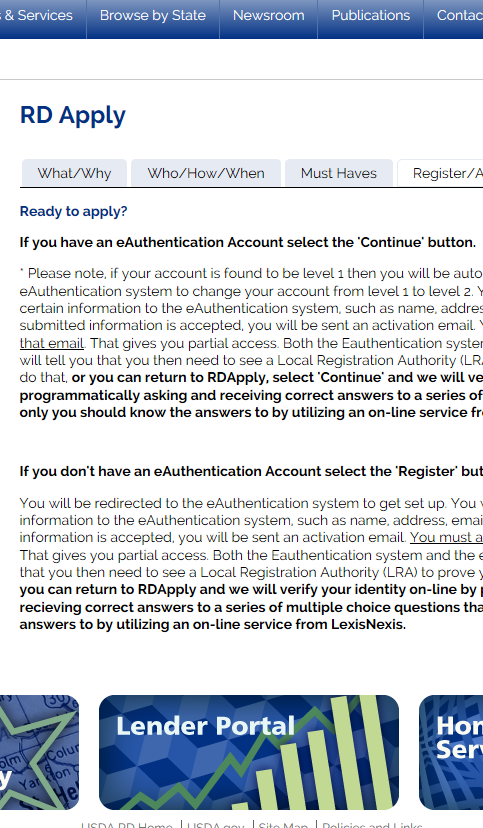 & Services Browse by State Newsroom Publications Contac
RD Apply
What/Why Who/How/When Must Haves Register/A
Ready to apply?
If you have an eAuthentication Account select the 'Continue' button.
* Please note, if your account is found to be level 1 then you will be auto
eAuthentication system to change your account from level 1 to level 2. Y
certain information to the eAuthentication system, such as name, addres
submitted information is accepted, you will be sent an activation email. Y
that email. That gives you partial access. Both the Eauthentication syster
will tell you that you then need to see a Local Registration Authority (LRA
do that, or you can return to RDApply, select 'Continue' and we will ve
programmatically asking and receiving correct answers to a series of
only you should know the answers to by utilizing an on-line service fr
If you don't have an eAuthentication Account select the 'Register' but
You will be redirected to the eAuthentication system to get set up. You v
information to the eAuthentication system, such as name, address, emai
information is accepted, you will be sent an activation email. You must a
That gives you partial access. Both the Eauthentication system and the e
that you then need to see a Local Registration Authority (LRA) to prove y
you can return to RDApply and we will verify your identity on-line by p
recieving correct answers to a series of multiple choice questions tha
answers to by utilizing an on-line service from LexisNexis.
Lender Portal
Hon
Serv
y
USDA RD Home | USDA.gov | Site Map | Policies and Links